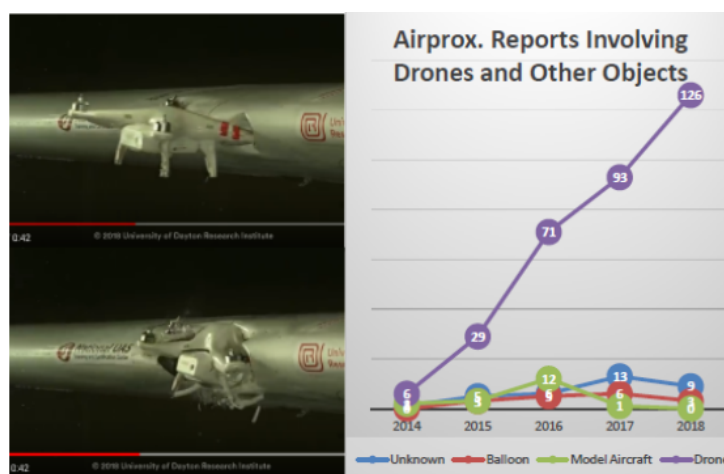 Airprox. Reports Involving
Drones and Other Objects
126
93
71
29
6
12
13
9
6
1
3
0
2014
2015
2016
2017
2018
Unknown
Balloon
Model Aircraft
Drone
0:42
© 2018 University of Dayton Research Institute
0:42
© 2018 University of Dayton Research Institute